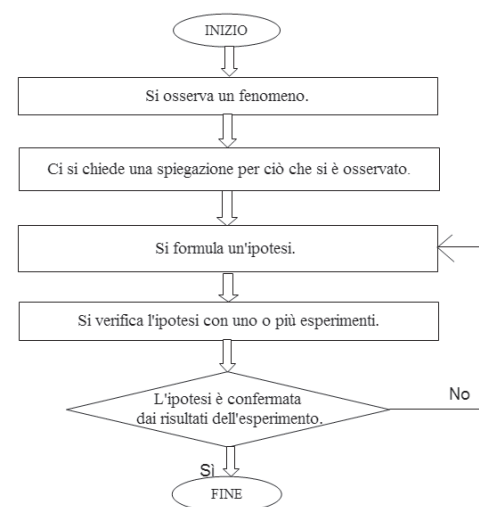 INIZIO
Si osserva un fenomeno.
Ci si chiede una spiegazione per ciò che si è osservato.
Si formula un'ipotesi.
Si verifica l'ipotesi con uno o più esperimenti.
L'ipotesi è confermata
dai risultati dell'esperimento.
No
Sì
FINE